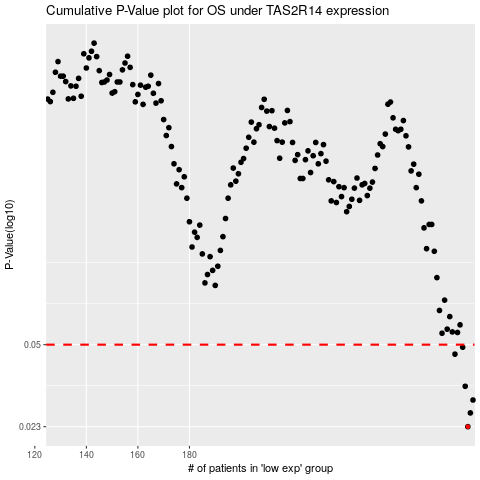 Cumulative P-Value plot for OS under TAS2R14 expression
P-Value(log10)
0.05
0.023
120 140 160 180
# of patients in 'low exp' group